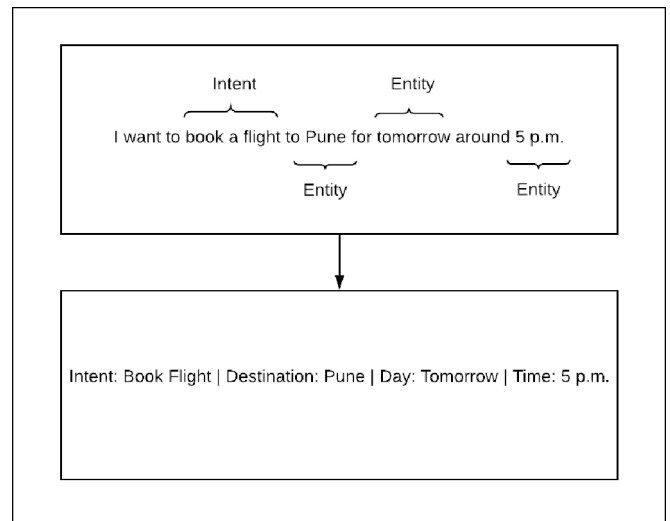 Intent Entity
I want to book a flight to Pune for tomorrow around 5 p.m.
Entity Entity
Intent: Book Flight | Destination: Pune | Day: Tomorrow | Time: 5 p.m.